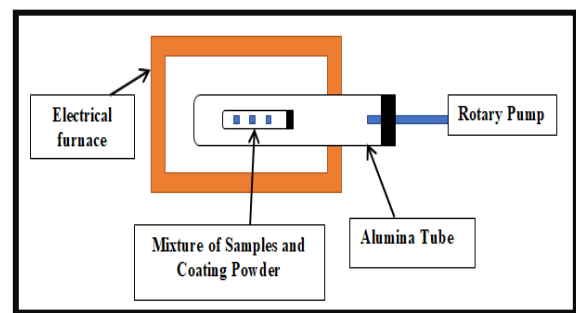 Electrical
furnace
Rotary Pump
Mixture of Samples and
Coating Powder
Alumina Tube